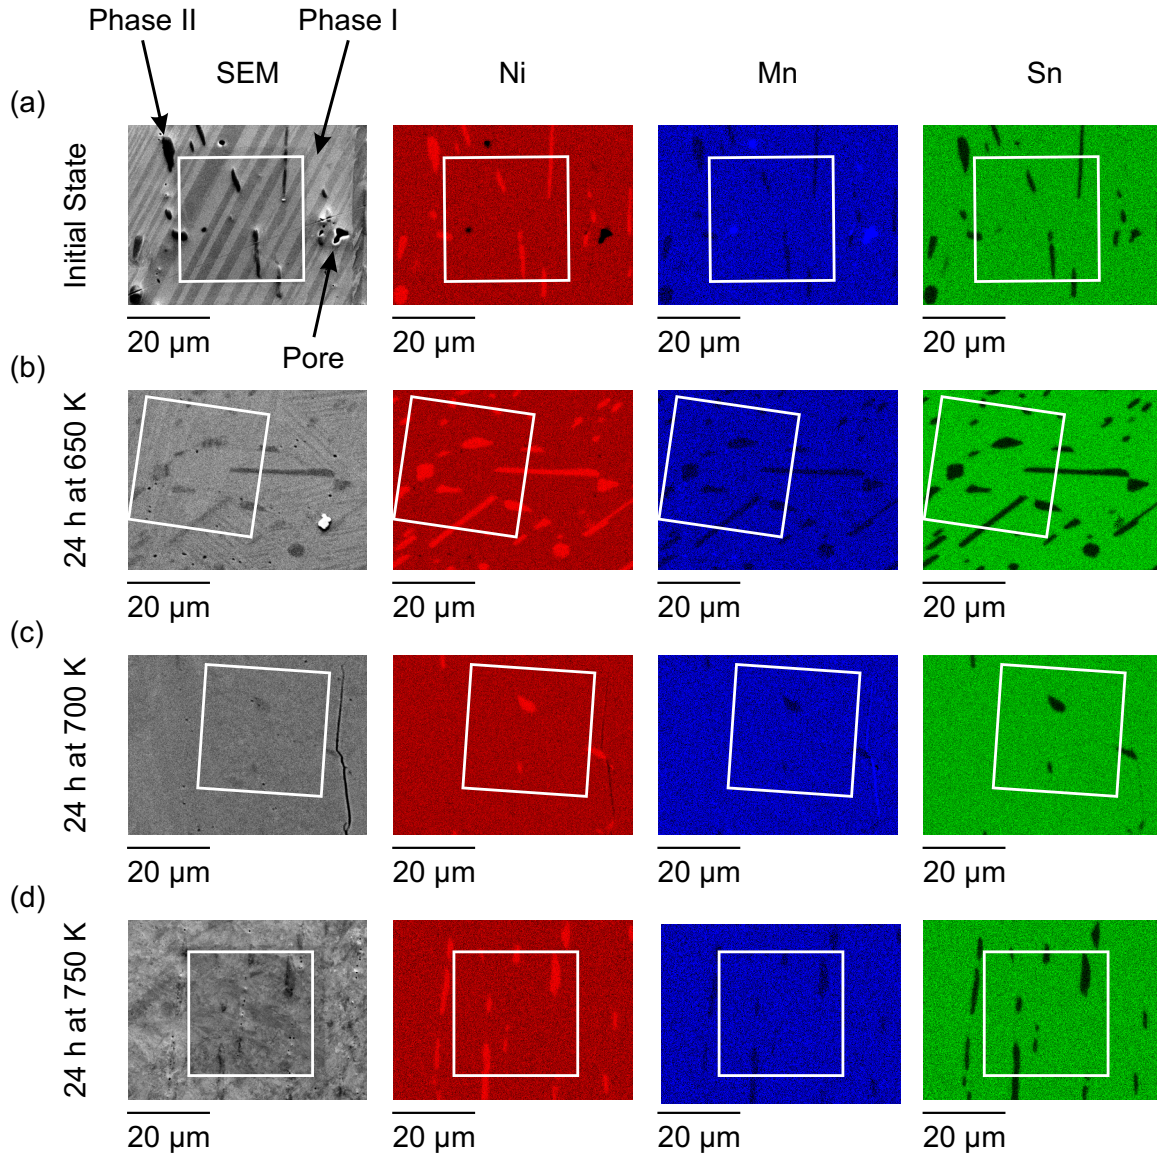 Phase II
Phase I
SEM
Ni
Mn
Sn
(a)
Initial State
20 µm
20 µm
20 µm
20 µm
Pore
(b)
24 h at 650 K
20 µm
20 µm
20 µm
20 µm
(c)
24 h at 700 K
20 µm
20 µm
20 µm
20 µm
(d)
24 h at 750 K
20 µm
20 µm
20 µm
20 µm